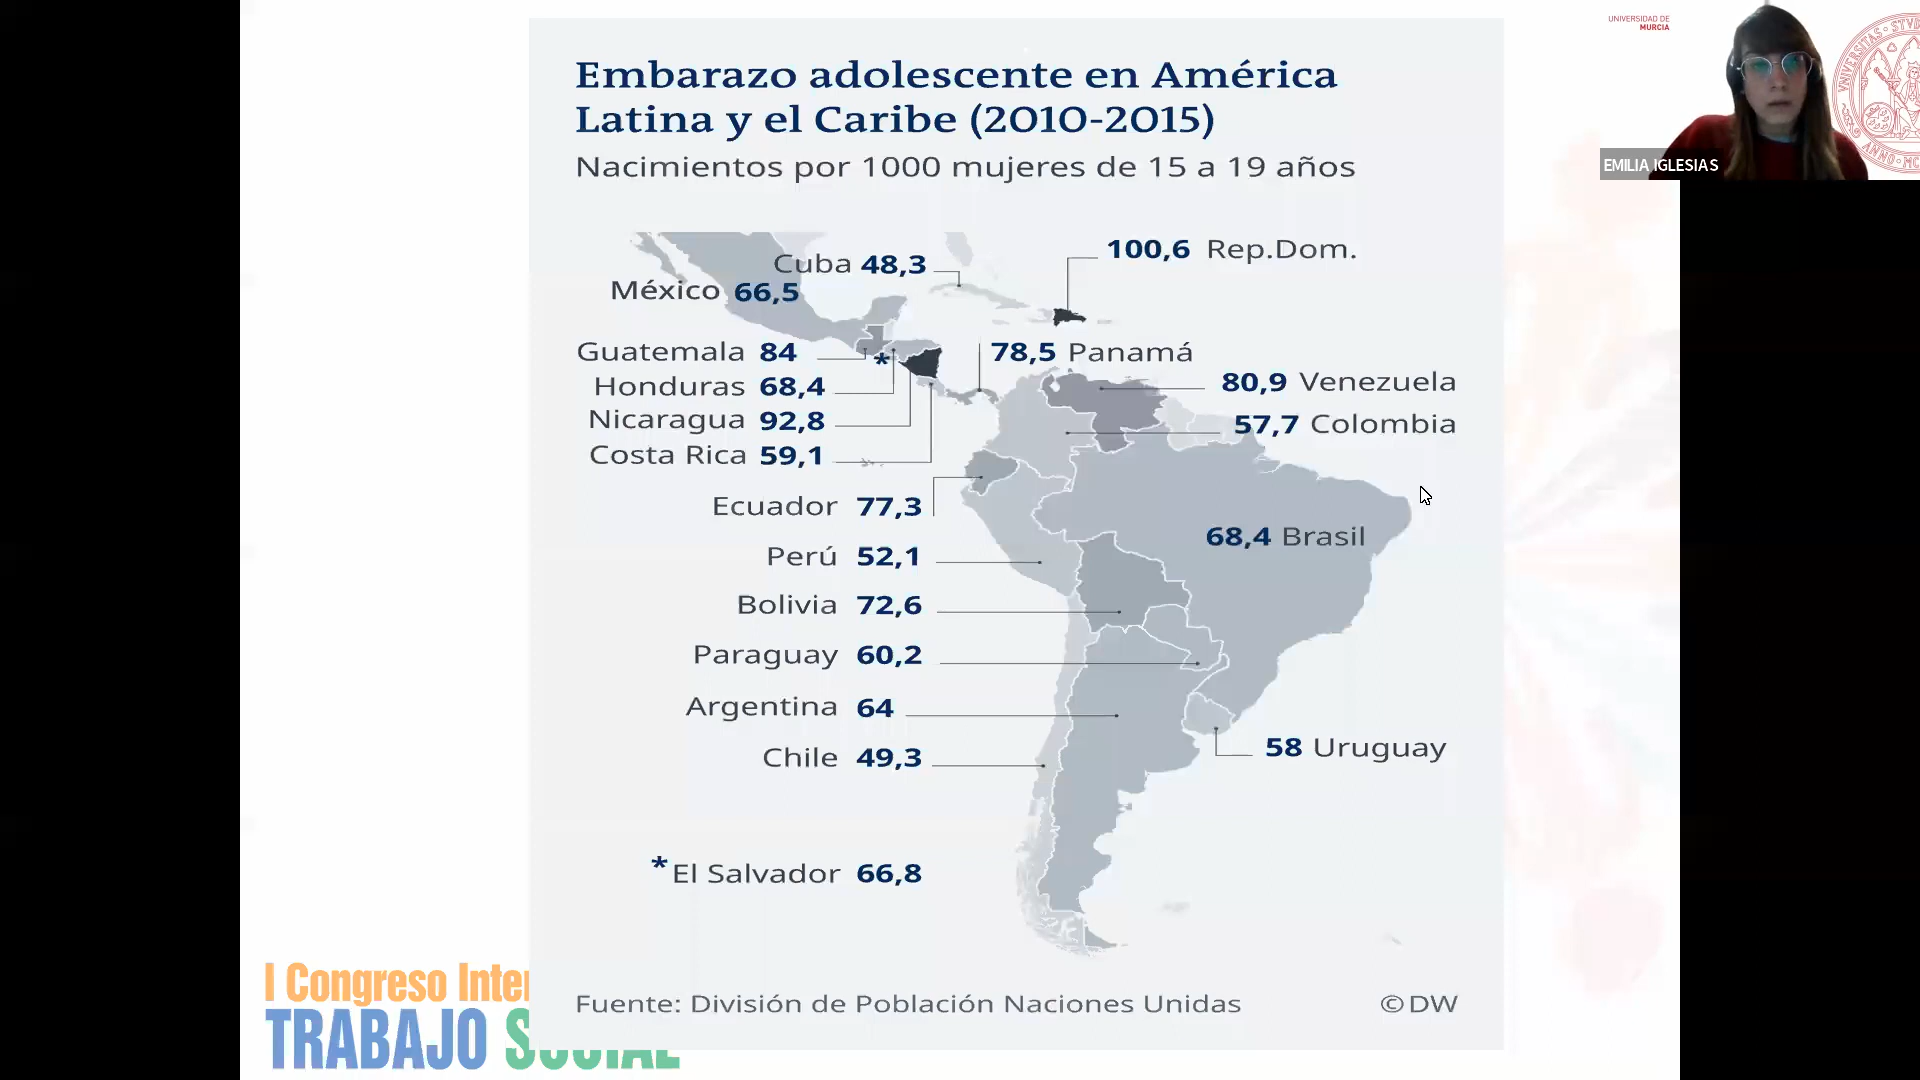 Embarazo adolescente en América
Latina y el Caribe (2010-2015)
Nacimientos por 1000 mujeres de 15 a 19 años
UNIVERSIDAD DE
MURCIA
EMILIA IGLESIAS
Cuba 48,3
100,6 Rep.Dom.
México 66,5
Guatemala 84
*
78,5 Panamá
Honduras 68,4
80,9 Venezuela
Nicaragua 92,8
57,7 Colombia
Costa Rica 59,1
Ecuador 77,3
68,4 Brasil
Perú 52,1
Bolivia 72,6
Paraguay 60,2
Argentina 64
58 Uruguay
Chile 49,3
*El Salvador 66,8
Fuente: División de Población Naciones Unidas
©DW
I Congreso
TRABAJO SOCIAL